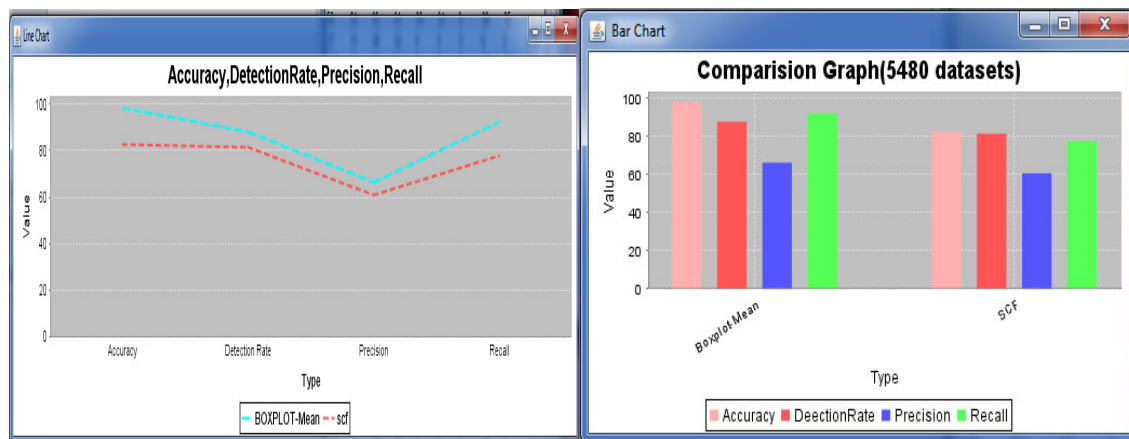 Line Chart
Accuracy,DetectionRate,Precision,Recall
100
80
60
40
20
0
Value
Accuracy Detection Rate Precision Recall
Type
BOXPLOT-Mean scf
Bar Chart
Comparision Graph(5480 datasets)
100
80
60
40
20
0
Value
Boxplot-Mean SCF
Type
Accuracy DeectionRate Precision Recall